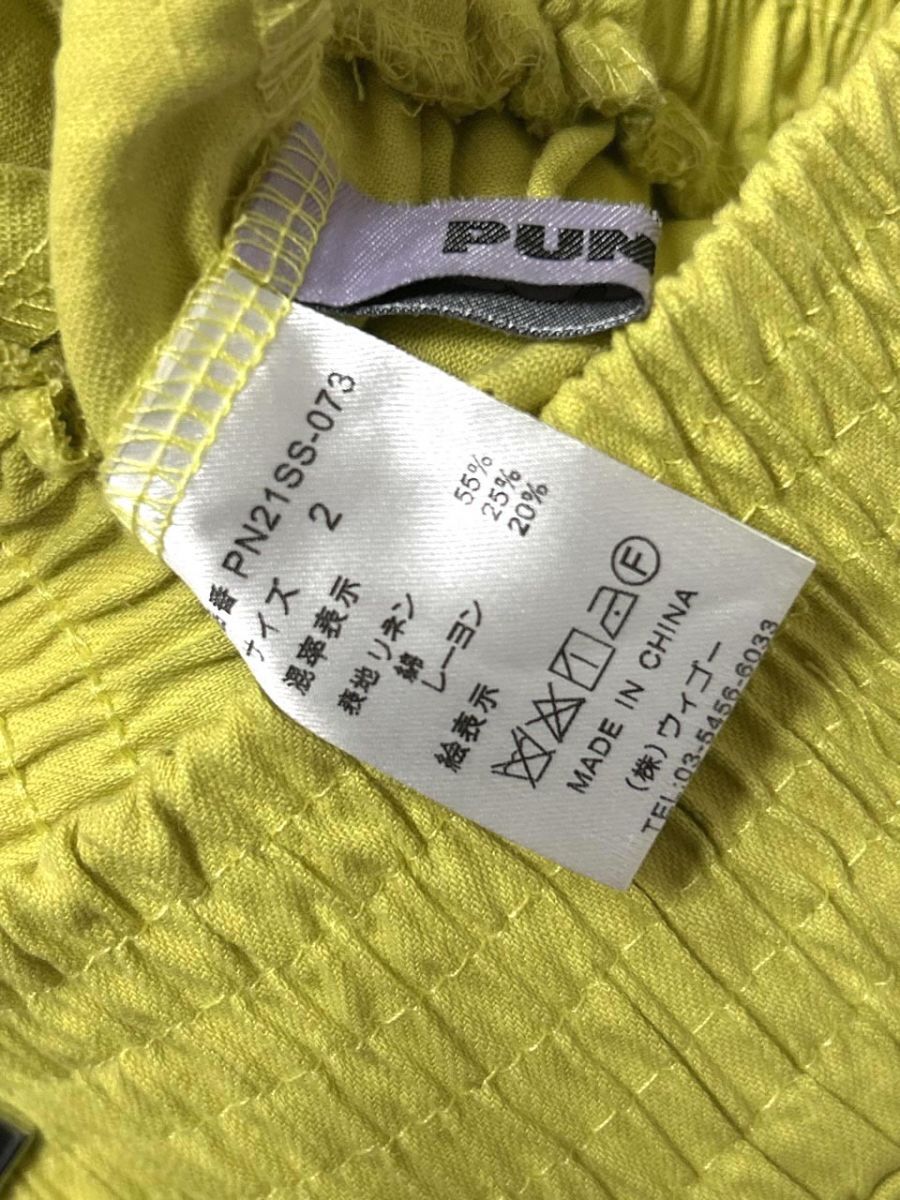 PUN
番 PN21SS-073
サイズ 2
混率表示
表地 リネン 55%
綿 25%
レーヨン 20%
絵表示
F
MADE IN CHINA
(株)ウィゴー
TEL:03-5456-6033